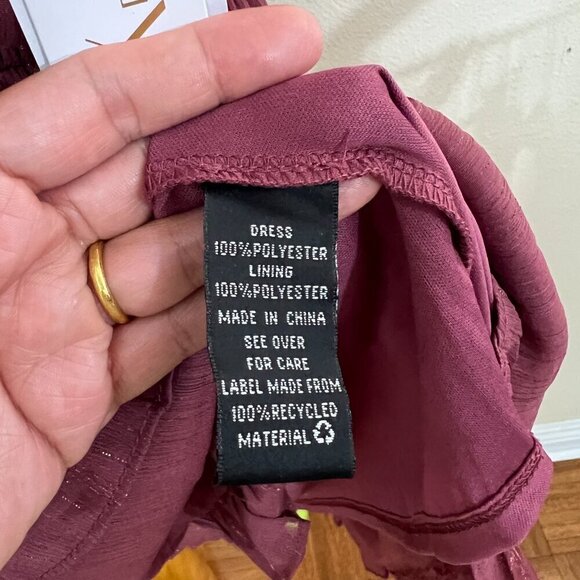 DRESS
100%POLYESTER
LINING
100%POLYESTER
MADE IN CHINA
SEE OVER
FOR CARE
LABEL MADE FROM
100%RECYCLED
MATERIAL